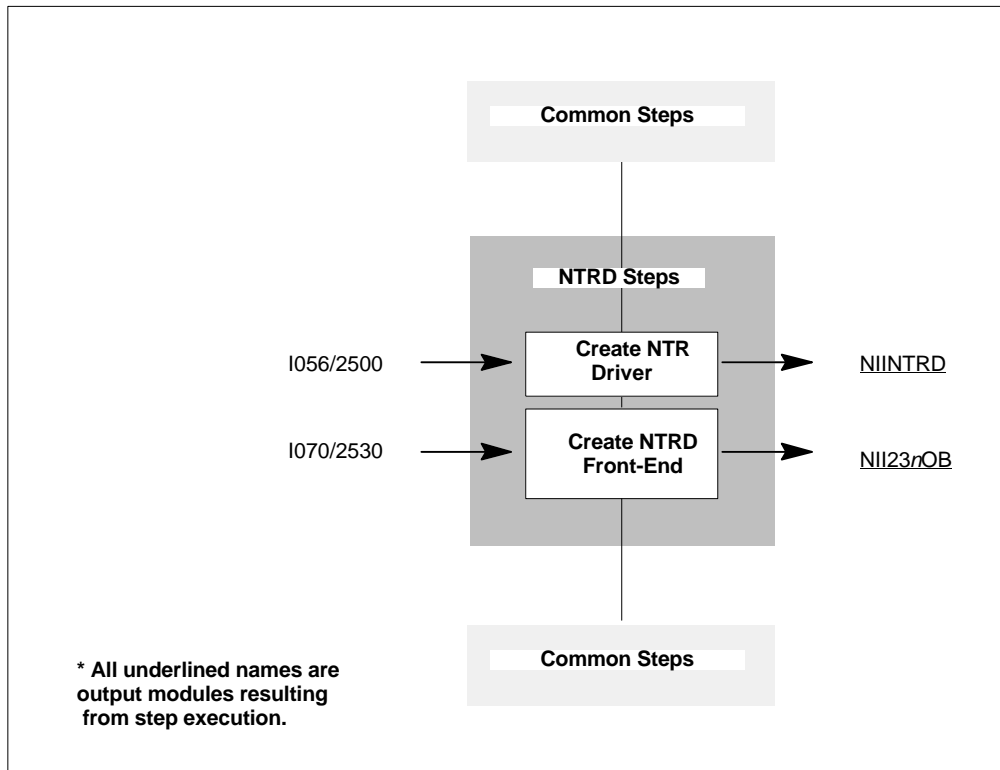 Common Steps
NTRD Steps
I056/2500
Create NTR
Driver
NIINTRD
I070/2530
Create NTRD
Front-End
NII23nOB
Common Steps
* All underlined names are
output modules resulting
from step execution.